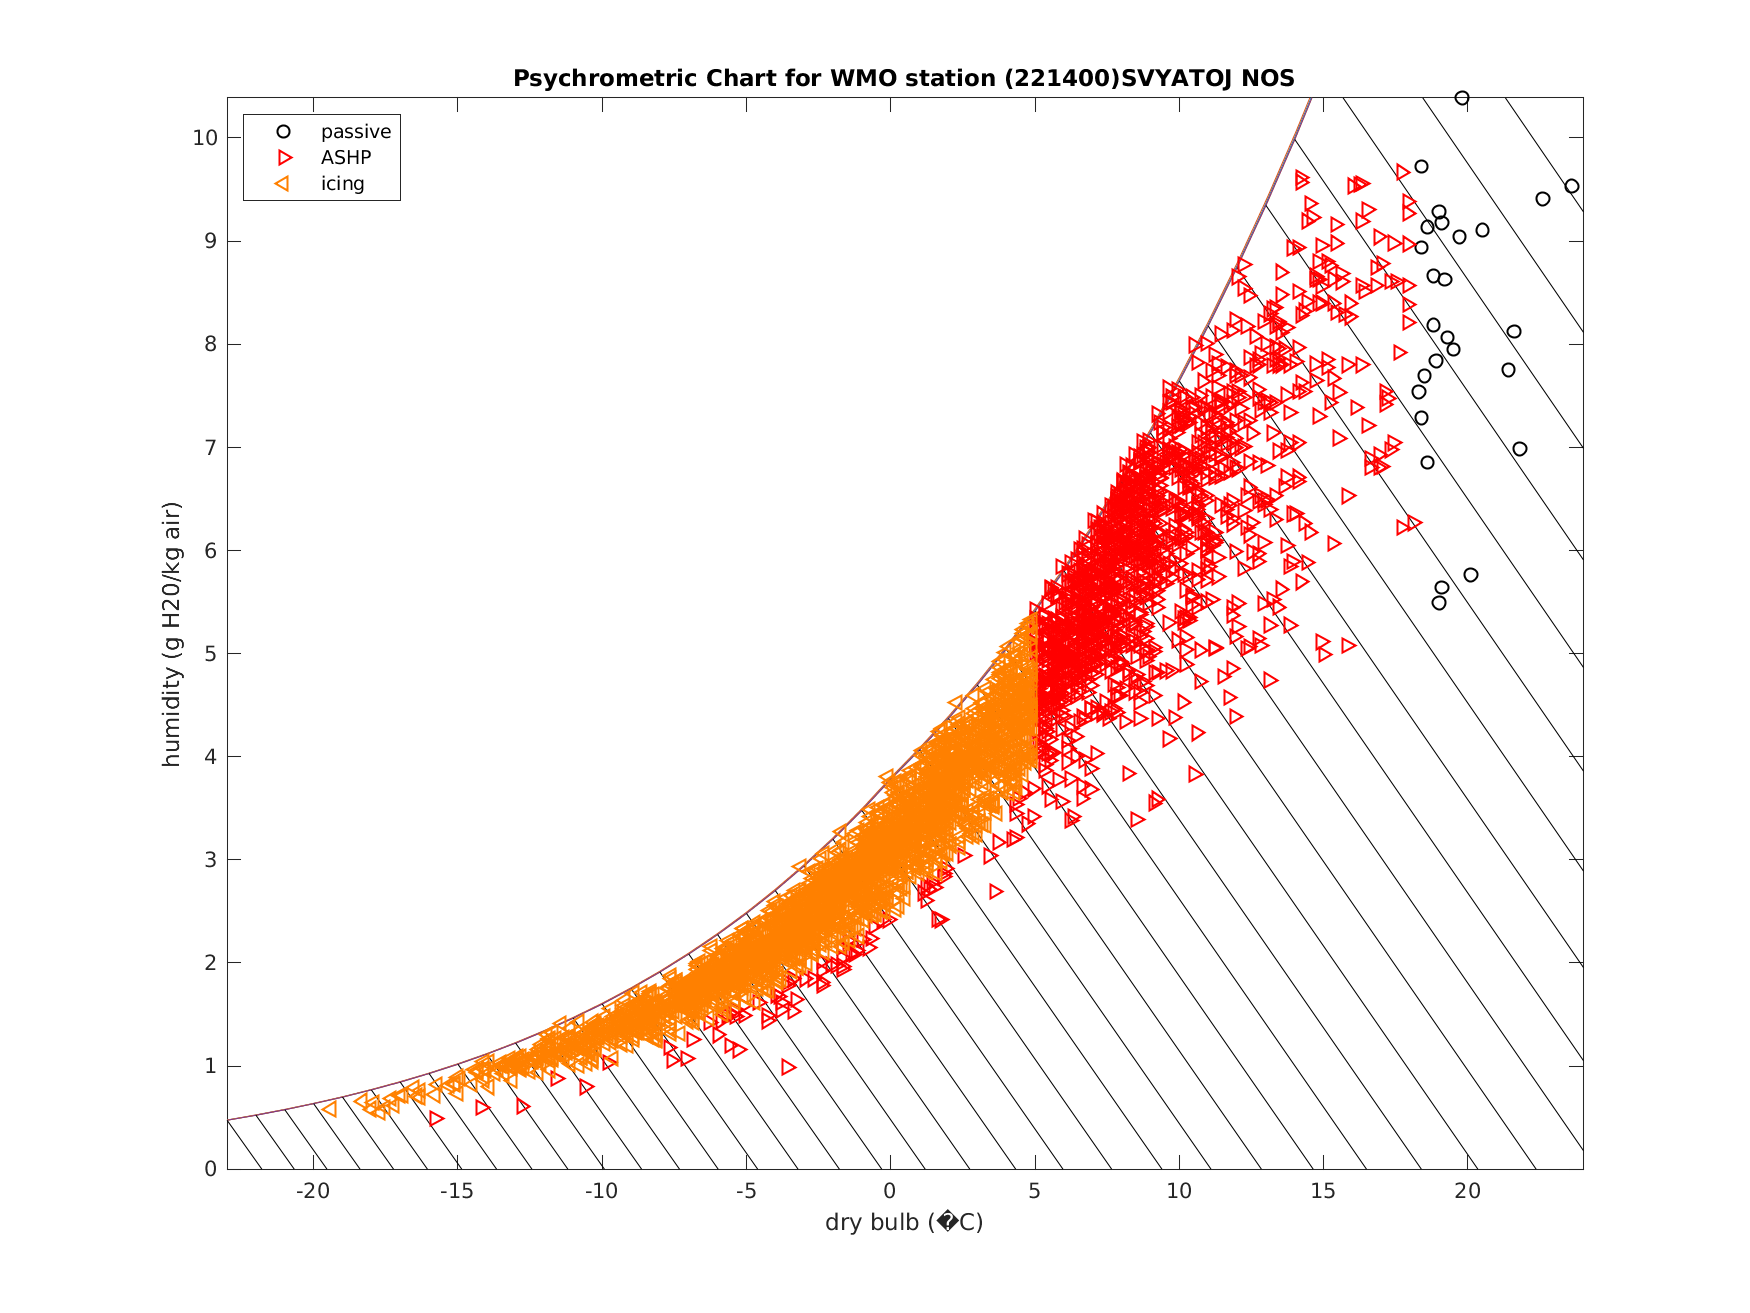 Psychrometric Chart for WMO station (221400)SVYATOJ NOS
passive
ASHP
icing
10
9
8
7
6
5
4
3
2
1
0
humidity (g H20/kg air)
-20 -15 -10 -5 0 5 10 15 20
dry bulb (�C)